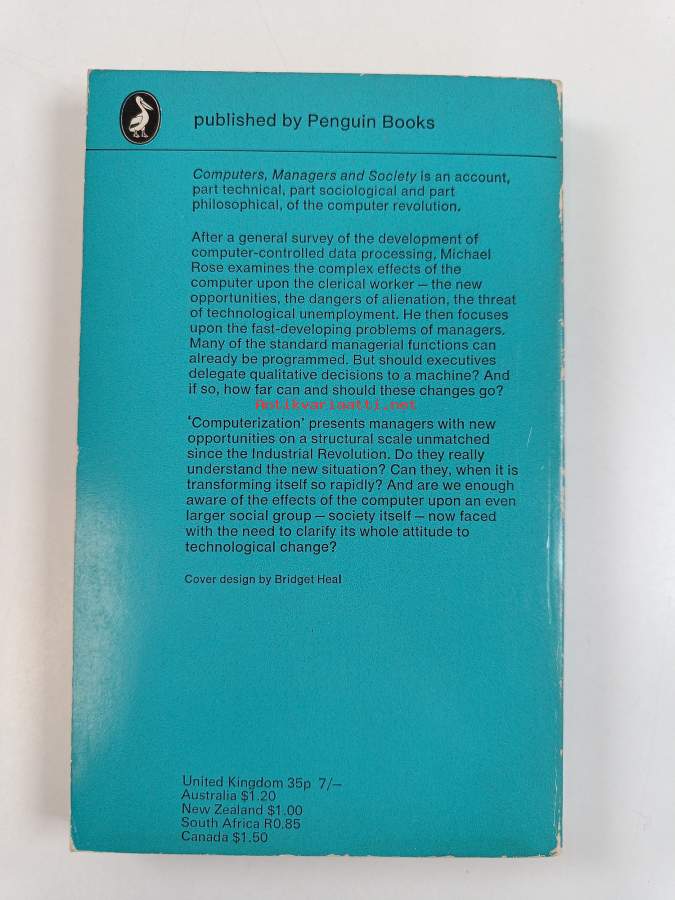 published by Penguin Books
Computers, Managers and Society is an account,
part technical, part sociological and part
philosophical, of the computer revolution.
After a general survey of the development of
computer-controlled data processing, Michael
Rose examines the complex effects of the
computer upon the clerical worker – the new
opportunities, the dangers of alienation, the threat
of technological unemployment. He then focuses
upon the fast-developing problems of managers.
Many of the standard managerial functions can
already be programmed. But should executives
delegate qualitative decisions to a machine? And
if so, how far can and should these changes go?
Antikvariaatti.net
‘Computerization’ presents managers with new
opportunities on a structural scale unmatched
since the Industrial Revolution. Do they really
understand the new situation? Can they, when it is
transforming itself so rapidly? And are we enough
aware of the effects of the computer upon an even
larger social group – society itself – now faced
with the need to clarify its whole attitude to
technological change?
Cover design by Bridget Heal
United Kingdom 35p 7/–
Australia $1.20
New Zealand $1.00
South Africa R0.85
Canada $1.50